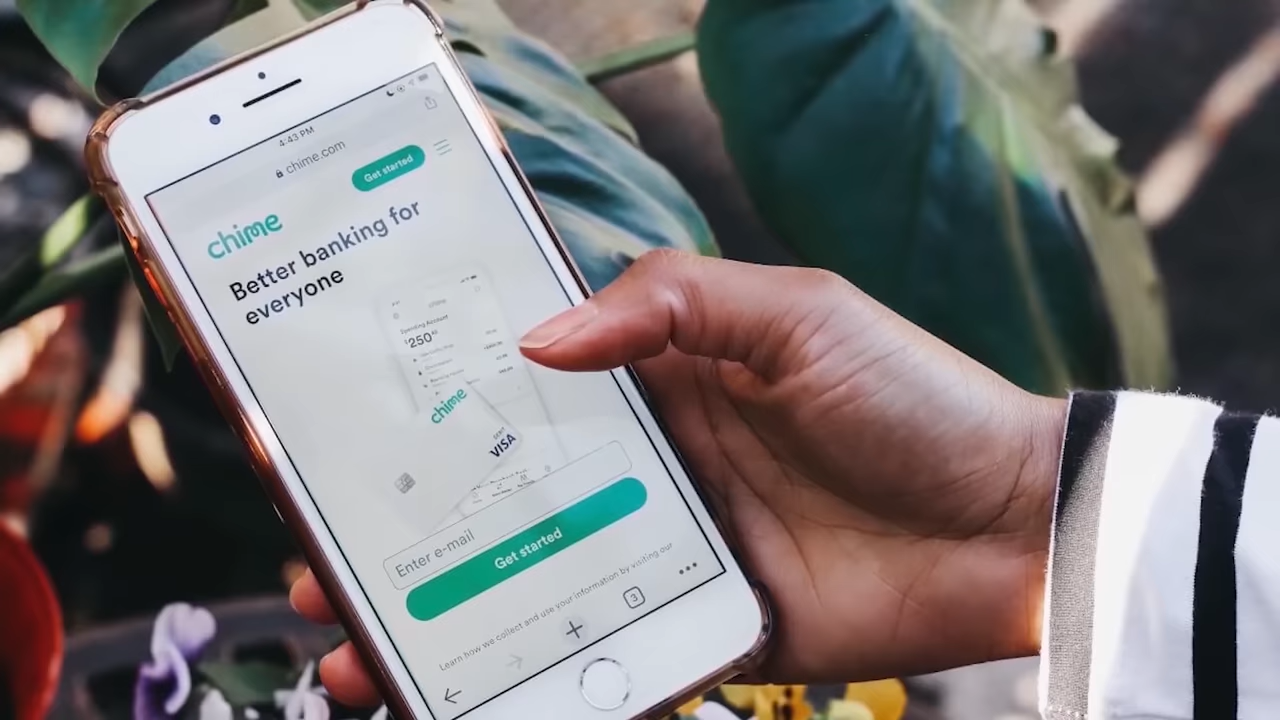 4:43 PM
chime.com
Get started
chime
Better banking for
everyone
Spending Account
250
chime
VISA
Enter e-mail
Get started
Learn how we collect and use your information by visiting our
3